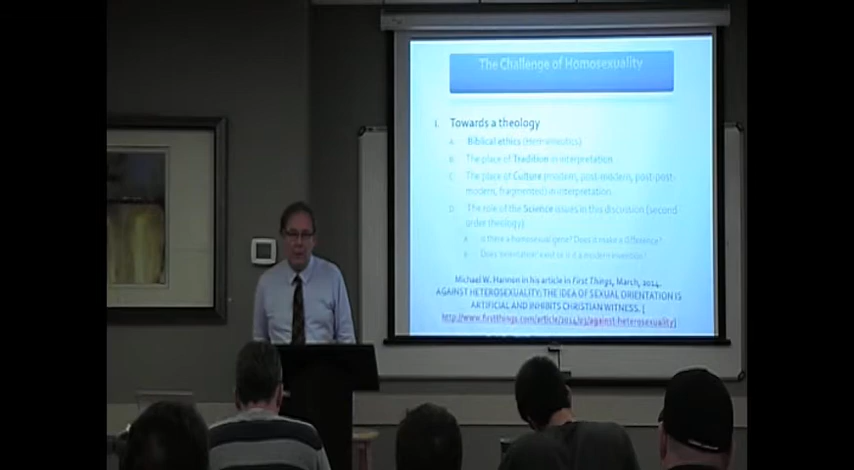 The Challenge of Homosexuality
I. Towards a theology
A. Biblical ethics (Hermeneutics)
B. The place of Tradition in interpretation
C. The place of Culture (modern, post-modern, post-post-
modern, fragmented) in interpretation
D. The role of the Science issues in this discussion (second
order theology)
Is there a homosexual gene? Does it make a difference?
Does 'orientation' exist or is it a modern invention?
Michael W. Hannon in his article in First Things, March, 2014.
AGAINST HETEROSEXUALITY: THE IDEA OF SEXUAL ORIENTATION IS
ARTIFICIAL AND INHIBITS CHRISTIAN WITNESS. [
http://www.firstthings.com/article/2014/03/against-heterosexuality]